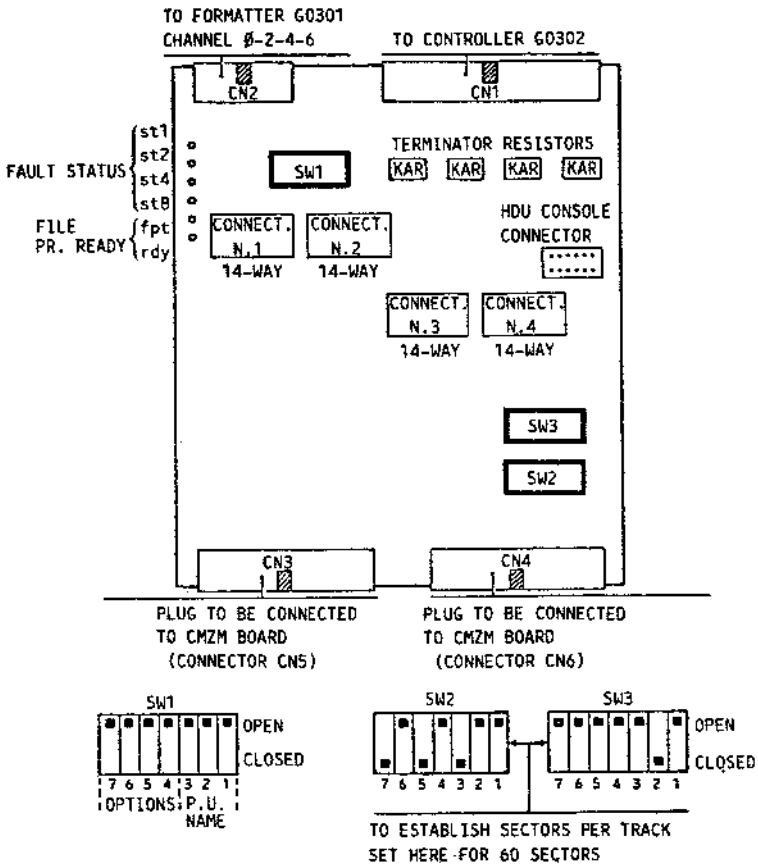 TO FORMATTER GO301
CHANNEL Ø-2-4-6
TO CONTROLLER GO302
CN2
CN1
FAULT STATUS
st1
st2
st4
st8
FILE
PR. READY
fpt
rdy
SW1
TERMINATOR RESISTORS
KAR KAR KAR KAR
HDU CONSOLE
CONNECTOR
CONNECT.
N.1
14-WAY
CONNECT.
N.2
14-WAY
CONNECT.
N.3
14-WAY
CONNECT.
N.4
14-WAY
SW3
SW2
CN3
CN4
PLUG TO BE CONNECTED
TO CMZM BOARD
(CONNECTOR CN5)
PLUG TO BE CONNECTED
TO CMZM BOARD
(CONNECTOR CN6)
SW1
OPEN
CLOSED
7 6 5 4 3 2 1
OPTIONS
P.U.
NAME
SW2
7 6 5 4 3 2 1
SW3
OPEN
CLOSED
7 6 5 4 3 2 1
TO ESTABLISH SECTORS PER TRACK
SET HERE FOR 60 SECTORS